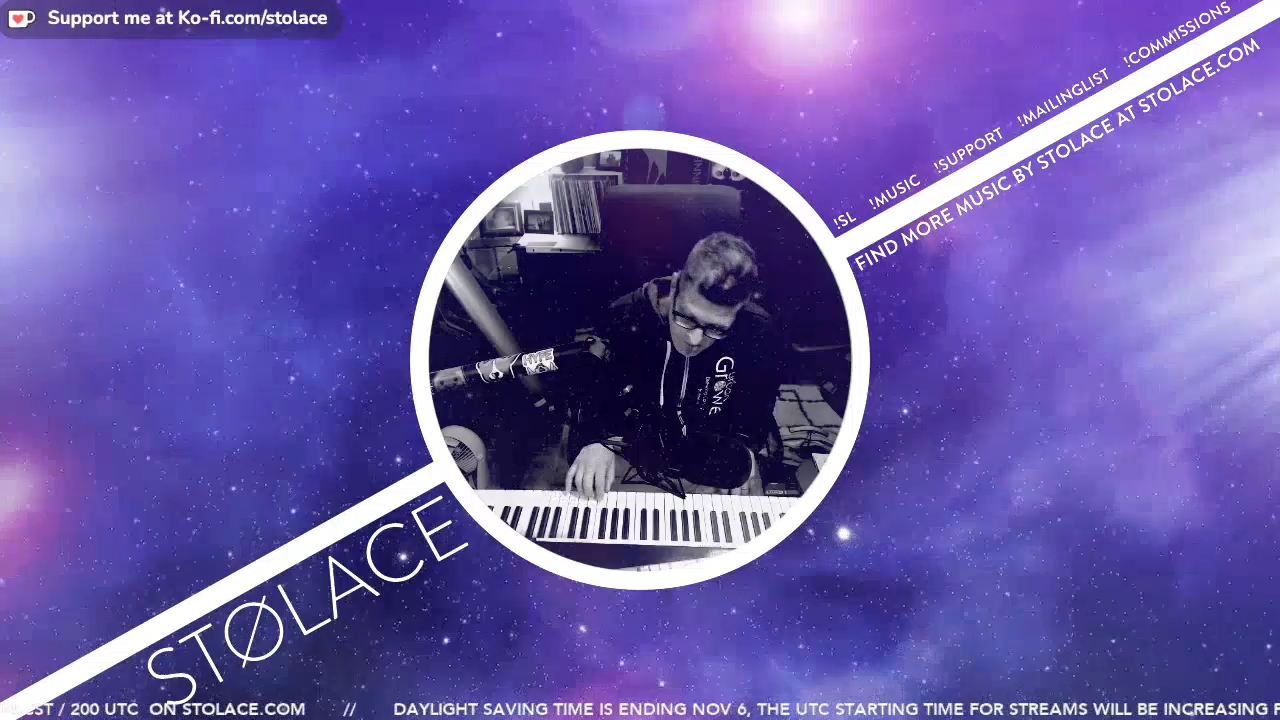 Support me at Ko-fi.com/stolace
!SL !MUSIC !SUPPORT !MAILINGLIST !COMMISSIONS
FIND MORE MUSIC BY STOLACE AT STOLACE.COM
STØLACE
/ 200 UTC ON STOLACE.COM // DAYLIGHT SAVING TIME IS ENDING NOV 6, THE UTC STARTING TIME FOR STREAMS WILL BE INCREASING